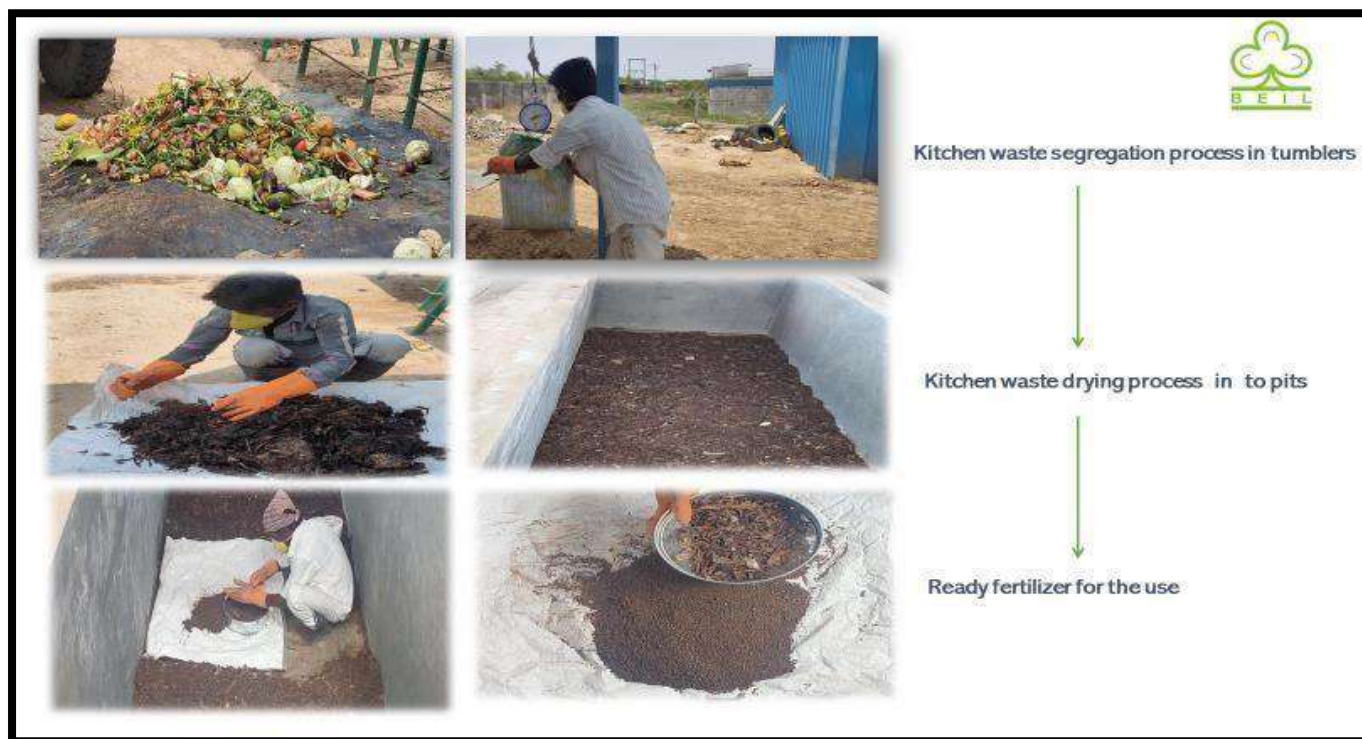 BEIL
Kitchen waste segregation process in tumblers
Kitchen waste drying process in to pits
Ready fertilizer for the use